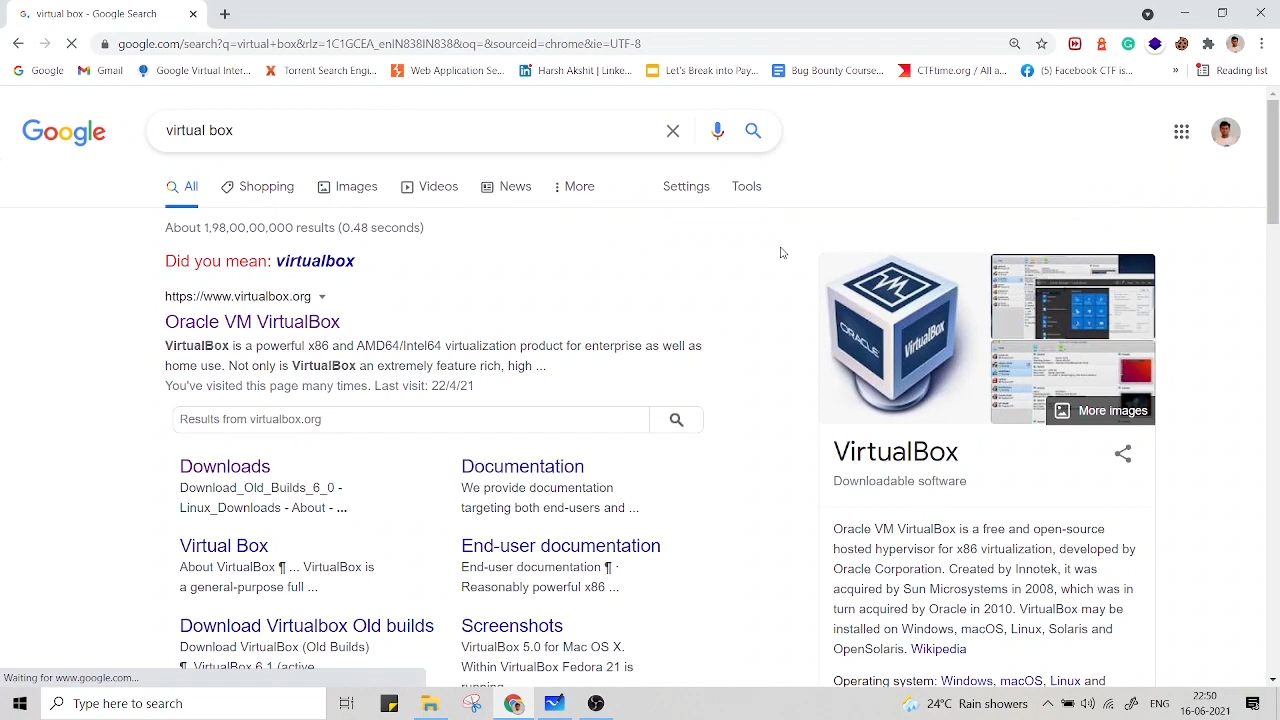 virtual box - Google Search
google.com/search?q=virtual+box&rlz=1C1GCEA_enIN838IN838&oq=&sourceid=chrome&ie=UTF-8
Google
Gmail
Google Virtual Inter...
Torrent Search Engi...
Web Application Se...
Harsh Akshit | Linke...
Let's Break into Pay...
Bug Bounty Course...
CTFtime.org / All a...
(5) Facebook CTF is...
»
Reading list
Google
virtual box
All
Shopping
Images
Videos
News
More
Settings
Tools
About 1,98,00,00,000 results (0.48 seconds)
Did you mean: virtualbox
https://www.virtualbox.org
Oracle VM VirtualBox
VirtualBox is a powerful x86 and AMD64/Intel64 virtualization product for enterprise as well as
home use. Not only is VirtualBox an extremely feature rich, ...
You've visited this page many times. Last visit: 22/4/21
Results from virtualbox.org
Downloads
Download_Old_Builds_6_0 -
Linux_Downloads - About - ...
Documentation
We provide documentation
targeting both end-users and ...
Virtual Box
About VirtualBox ¶ ... VirtualBox is
a general-purpose full ...
End-user documentation
End-user documentation ¶ ·
Reasonably powerful x86 ...
Download Virtualbox Old builds
Download VirtualBox (Old Builds)
¶. VirtualBox 6.1 (active
Screenshots
VirtualBox 5.0 for Mac OS X.
Within VirtualBox Fedora 21 is
running
ORACLE
VM
VirtualBox
More images
VirtualBox
Downloadable software
Oracle VM VirtualBox is a free and open-source
hosted hypervisor for x86 virtualization, developed by
Oracle Corporation. Created by Innotek, it was
acquired by Sun Microsystems in 2008, which was in
turn acquired by Oracle in 2010. VirtualBox may be
installed on Windows, macOS, Linux, Solaris and
OpenSolaris. Wikipedia
Operating system: Windows, macOS, Linux and
Waiting for www.google.com...
Type here to search
24°C Rain showers
22:50
16-06-2021